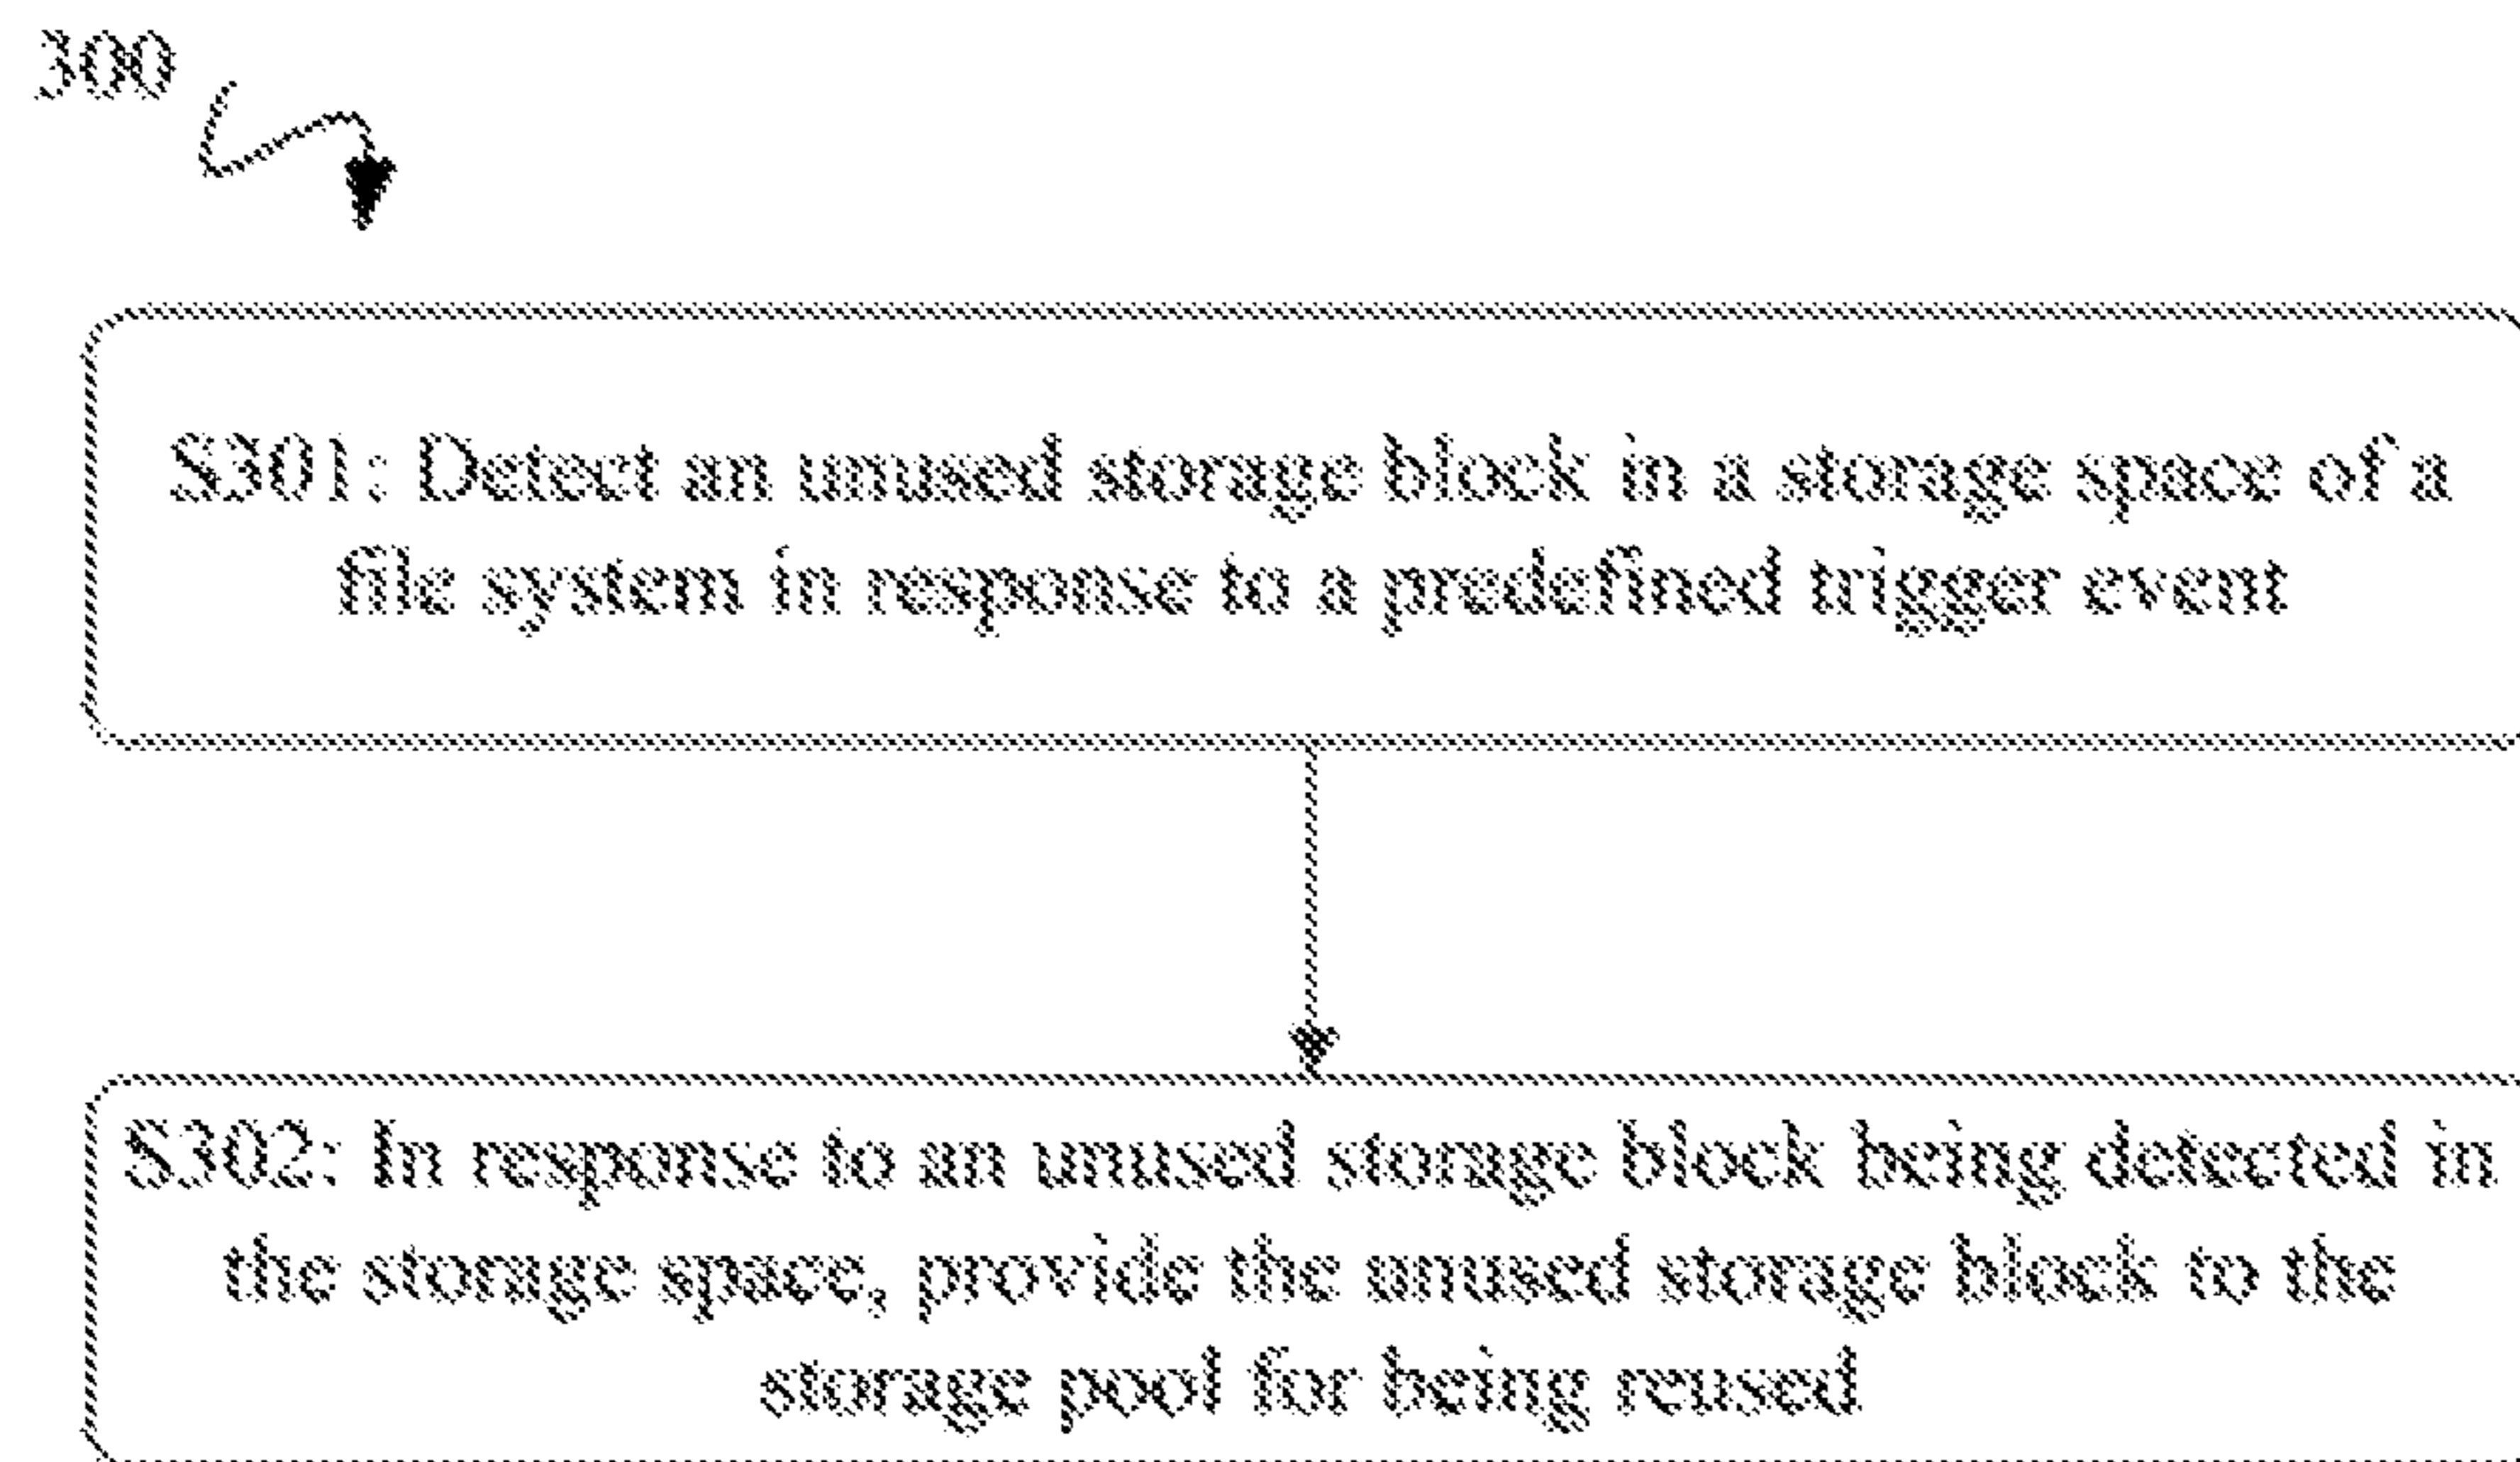 300
S301: Detect an unused storage block in a storage space of a
file system in response to a predefined trigger event
S302: In response to an unused storage block being detected in
the storage space, provide the unused storage block to the
storage pool for being reused